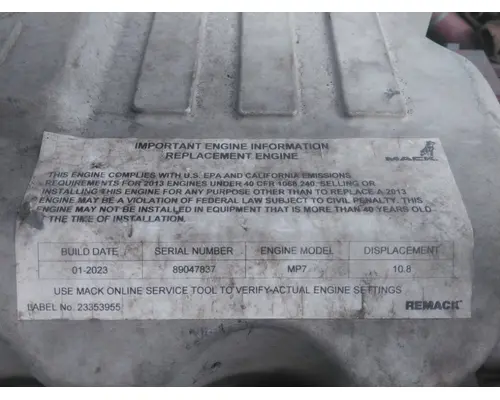 IMPORTANT ENGINE INFORMATION
REPLACEMENT ENGINE
MACK
THIS ENGINE COMPLIES WITH U.S. EPA AND CALIFORNIA EMISSIONS
REQUIREMENTS FOR 2013 ENGINES UNDER 40 CFR 1068.240. SELLING OR
INSTALLING THIS ENGINE FOR ANY PURPOSE OTHER THAN TO REPLACE A 2013
ENGINE MAY BE A VIOLATION OF FEDERAL LAW SUBJECT TO CIVIL PENALTY. THIS
ENGINE MAY NOT BE INSTALLED IN EQUIPMENT THAT IS MORE THAN 40 YEARS OLD AT
THE TIME OF INSTALLATION.
BUILD DATE SERIAL NUMBER ENGINE MODEL DISPLACEMENT
01-2023 89047837 MP7 10.8
USE MACK ONLINE SERVICE TOOL TO VERIFY ACTUAL ENGINE SETTINGS
LABEL No. 23353955 REMACK